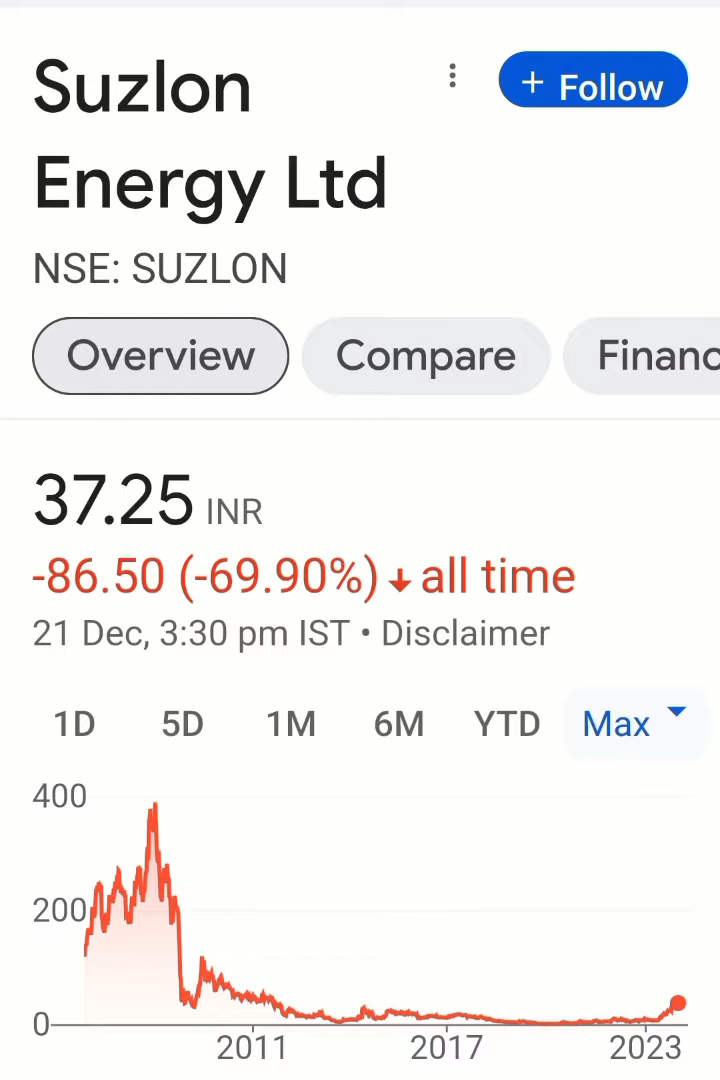 Suzlon
Energy Ltd
+ Follow
NSE: SUZLON
Overview
Compare
Financ
37.25 INR
-86.50 (-69.90%) ↓ all time
21 Dec, 3:30 pm IST • Disclaimer
1D 5D 1M 6M YTD Max
400
200
0
2011 2017 2023